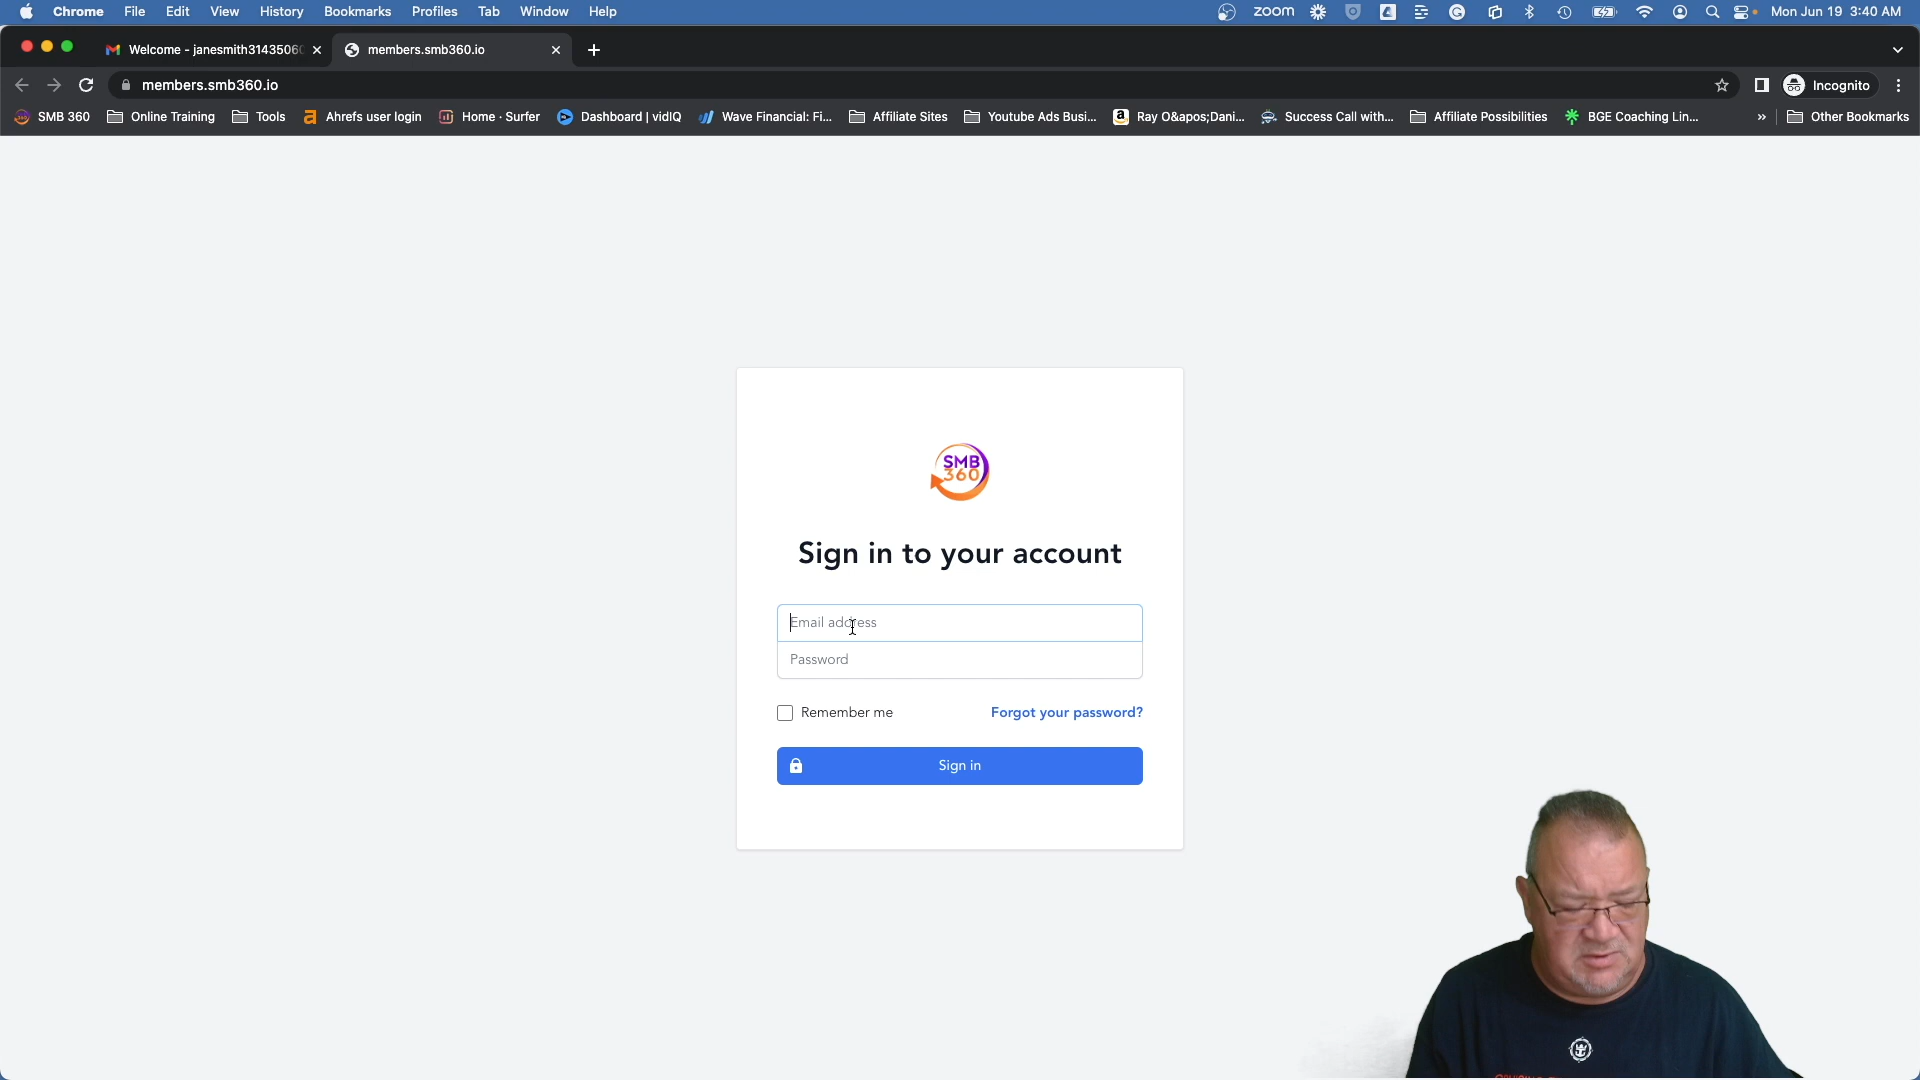 Chrome File Edit View History Bookmarks Profiles Tab Window Help zoom Mon Jun 19 3:40 AM
Welcome - janesmith3143506 members.smb360.io
members.smb360.io Incognito
SMB 360 Online Training Tools Ahrefs user login Home · Surfer Dashboard | vidIQ Wave Financial: Fi... Affiliate Sites Youtube Ads Busi... Ray O&apos;Dani... Success Call with... Affiliate Possibilities BGE Coaching Lin... » Other Bookmarks
SMB
360
Sign in to your account
Email address
Password
Remember me Forgot your password?
Sign in